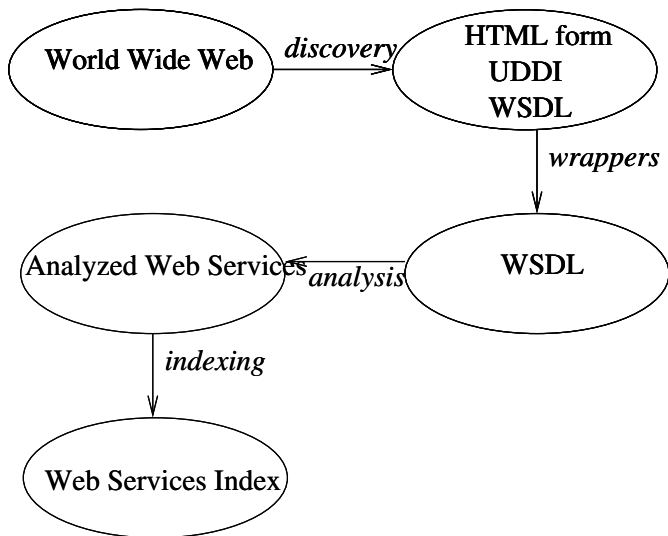 World Wide Web
discovery
HTML form
UDDI
WSDL
wrappers
WSDL
analysis
Analyzed Web Services
indexing
Web Services Index